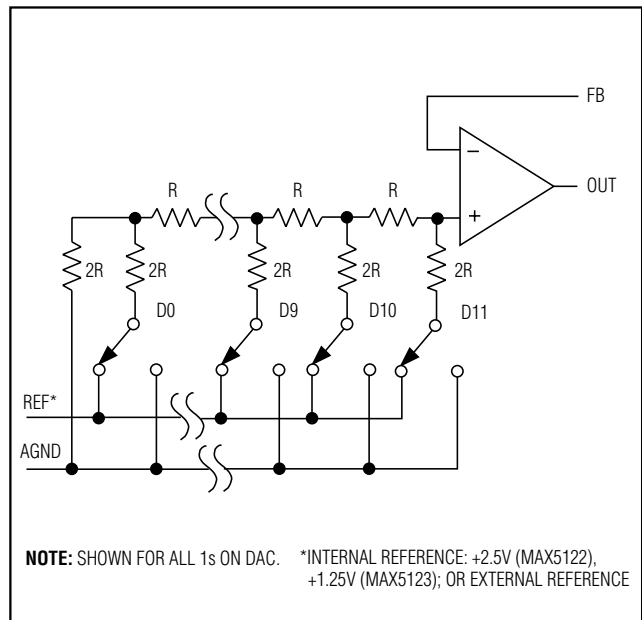 FB
OUT
−
+
R R R
2R 2R 2R 2R 2R
D0 D9 D10 D11
REF*
AGND
NOTE: SHOWN FOR ALL 1s ON DAC. *INTERNAL REFERENCE: +2.5V (MAX5122),
+1.25V (MAX5123); OR EXTERNAL REFERENCE